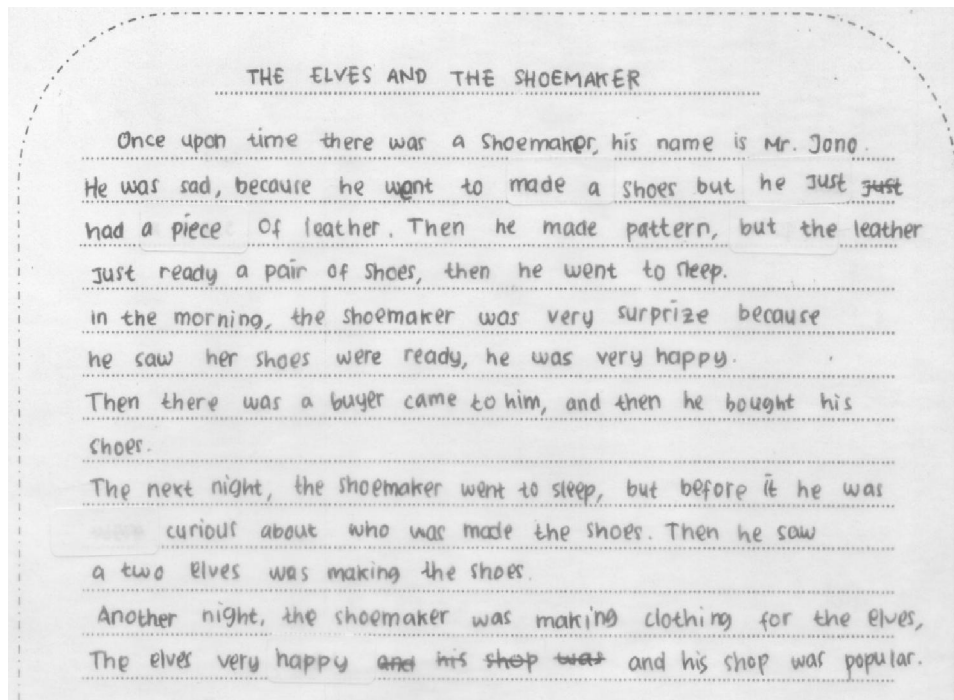 THE ELVES AND THE SHOEMAKER
Once upon time there was a shoemaker, his name is Mr. Jono.
He was sad, because he went to made a shoes but he just just
had a piece of leather. Then he made pattern, but the leather
just ready a pair of shoes, then he went to sleep.
in the morning, the shoemaker was very surprize because
he saw her shoes were ready, he was very happy.
Then there was a buyer came to him, and then he bought his
shoes.
The next night, the shoemaker went to sleep, but before it he was
curious about who was made the shoes. Then he saw
a two elves was making the shoes.
Another night, the shoemaker was making clothing for the elves,
The elves very happy and his shop was and his shop was popular.